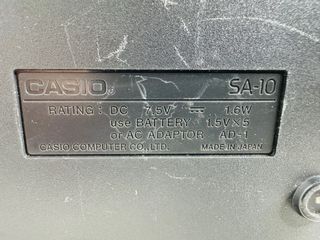 CASIO SA-10
RATING: DC 7.5V ⎓ 1.6W
use BATTERY 1.5V×5
or AC ADAPTOR AD-1
CASIO COMPUTER CO.,LTD. MADE IN JAPAN